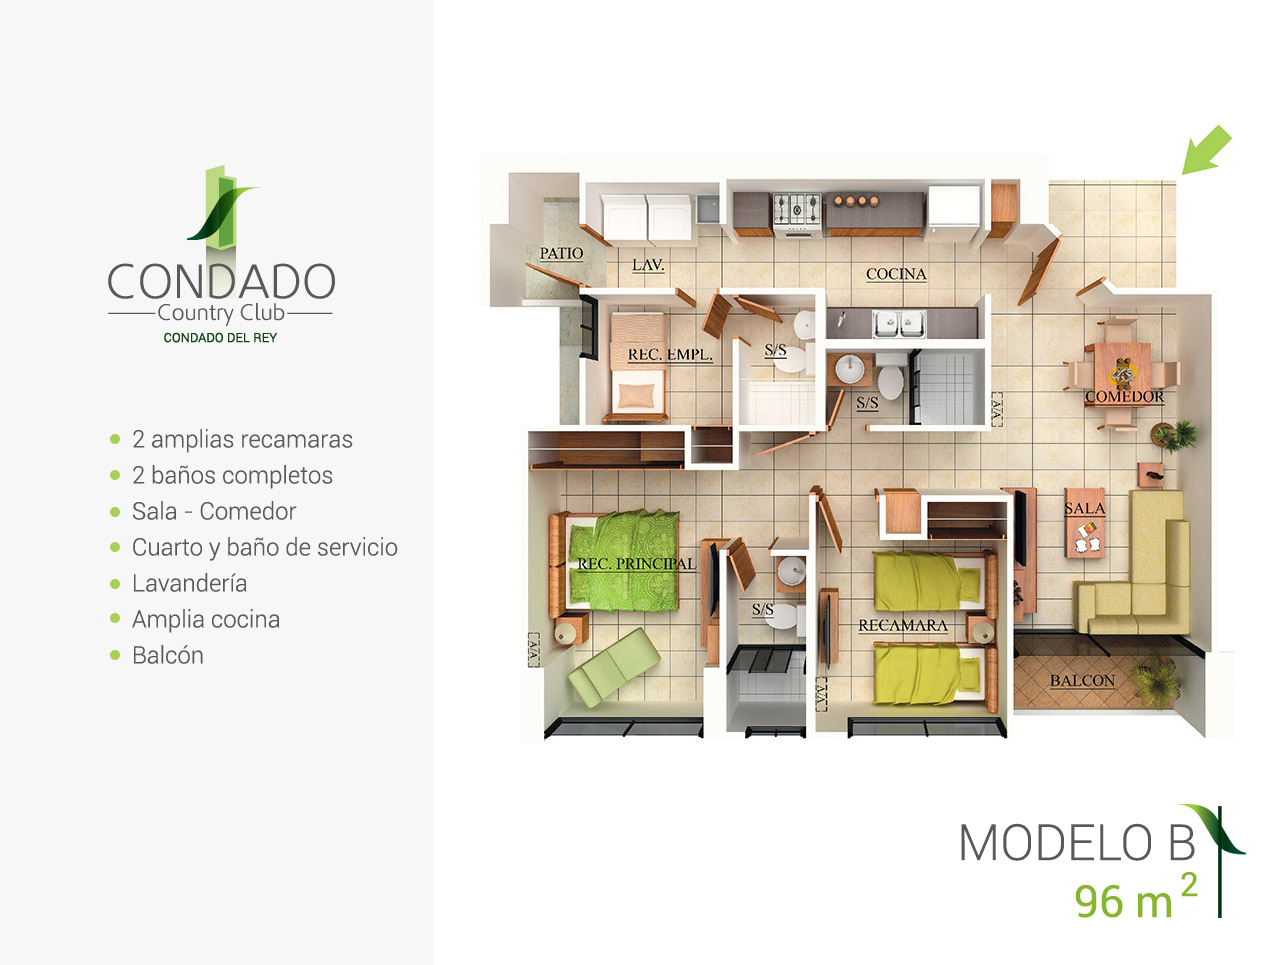 CONDADO
Country Club
CONDADO DEL REY
2 amplias recamaras
2 baños completos
Sala - Comedor
Cuarto y baño de servicio
Lavandería
Amplia cocina
Balcón
PATIO
LAV.
COCINA
REC. EMPL.
S/S
S/S
A/A
COMEDOR
SALA
REC. PRINCIPAL
S/S
RECAMARA
A/A
A/A
BALCON
MODELO B
96 m²